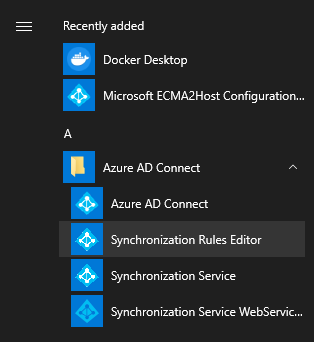 Recently added
Docker Desktop
Microsoft ECMA2Host Configuration...
A
Azure AD Connect
Azure AD Connect
Synchronization Rules Editor
Synchronization Service
Synchronization Service WebServic...